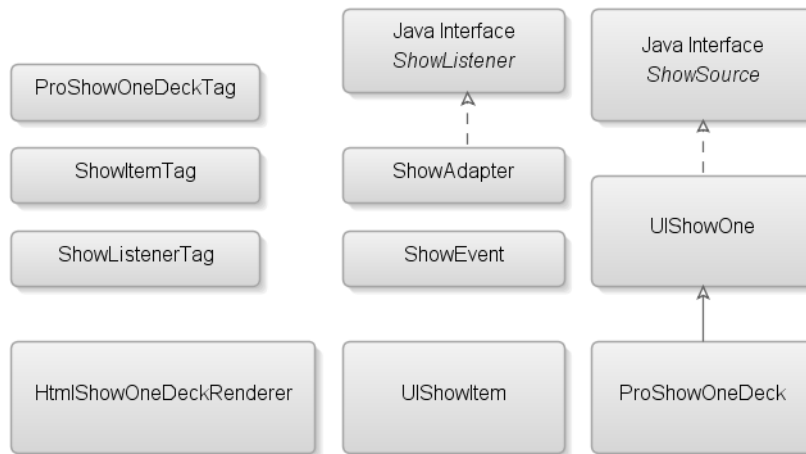 Java Interface
ShowListener
Java Interface
ShowSource
ProShowOneDeckTag
ShowItemTag
ShowAdapter
UIShowOne
ShowListenerTag
ShowEvent
HtmlShowOneDeckRenderer
UIShowItem
ProShowOneDeck